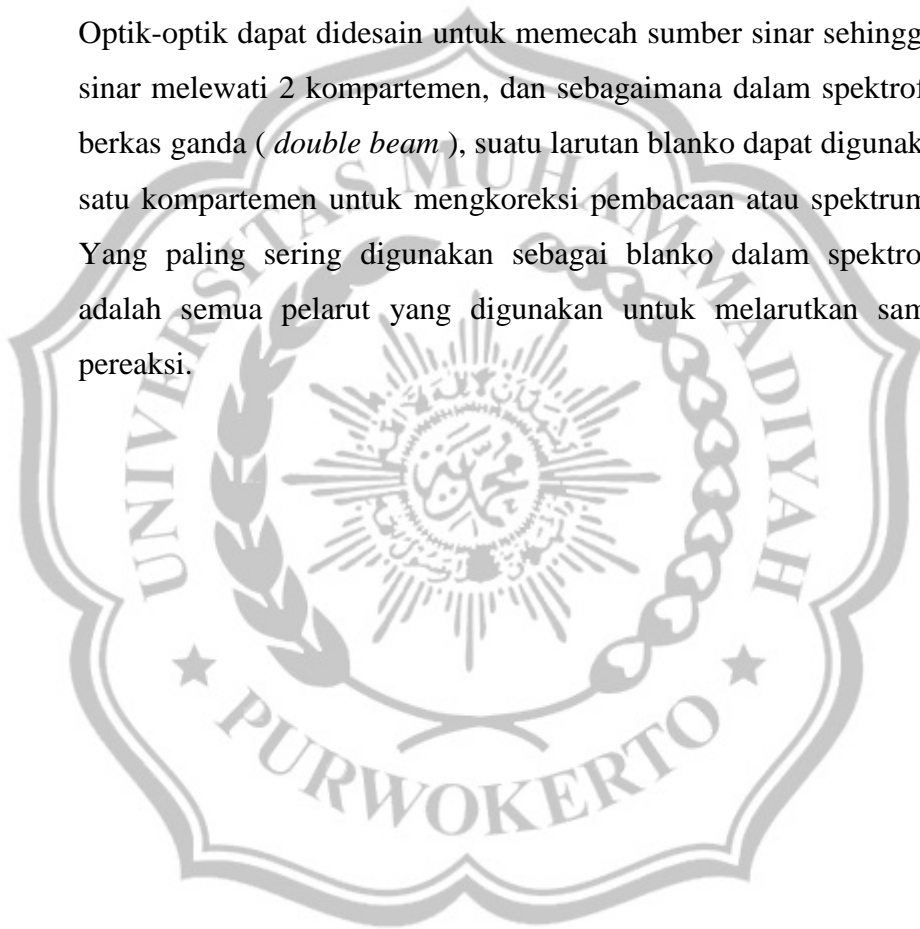 Optik-optik dapat didesain untuk memecah sumber sinar sehingg
sinar melewati 2 kompartemen, dan sebagaimana dalam spektrof
berkas ganda ( double beam ), suatu larutan blanko dapat digunak
satu kompartemen untuk mengkoreksi pembacaan atau spektrum
Yang paling sering digunakan sebagai blanko dalam spektro
adalah semua pelarut yang digunakan untuk melarutkan sam
pereaksi.
UNIVERSITAS MUHAMMADIYAH
PURWOKERTO